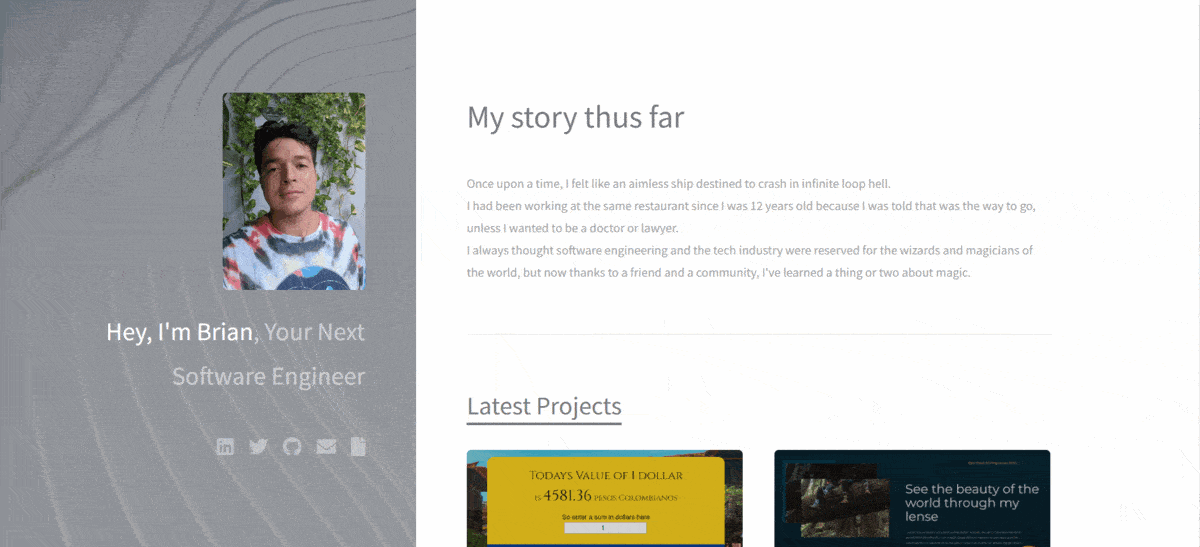 Hey, I'm Brian, Your Next
Software Engineer
in
My story thus far
Once upon a time, I felt like an aimless ship destined to crash in infinite loop hell.
I had been working at the same restaurant since I was 12 years old because I was told that was the way to go,
unless I wanted to be a doctor or lawyer.
I always thought software engineering and the tech industry were reserved for the wizards and magicians of
the world, but now thanks to a friend and a community, I've learned a thing or two about magic.
Latest Projects
Todays Value of 1 dollar
is 4581.36 pesos Colombianos
So enter a sum in dollars here
1
See the beauty of the
world through my
lense